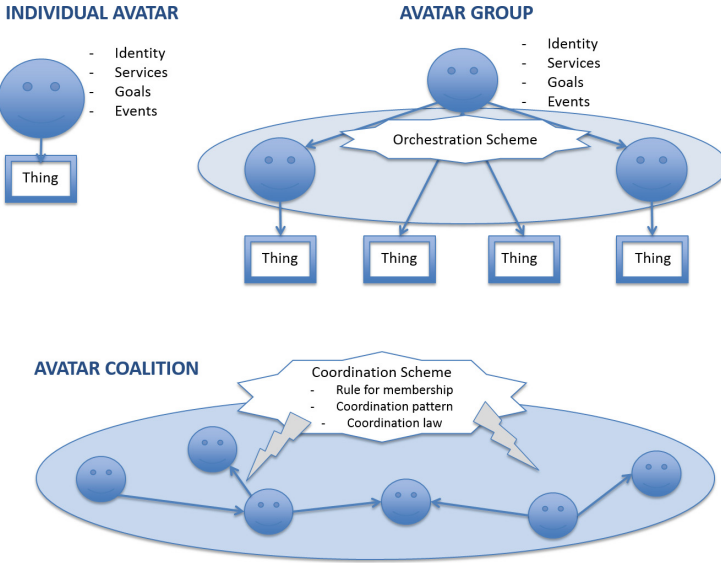 INDIVIDUAL AVATAR
- Identity
- Services
- Goals
- Events
Thing
AVATAR GROUP
- Identity
- Services
- Goals
- Events
Orchestration Scheme
Thing
Thing
Thing
Thing
AVATAR COALITION
Coordination Scheme
- Rule for membership
- Coordination pattern
- Coordination law